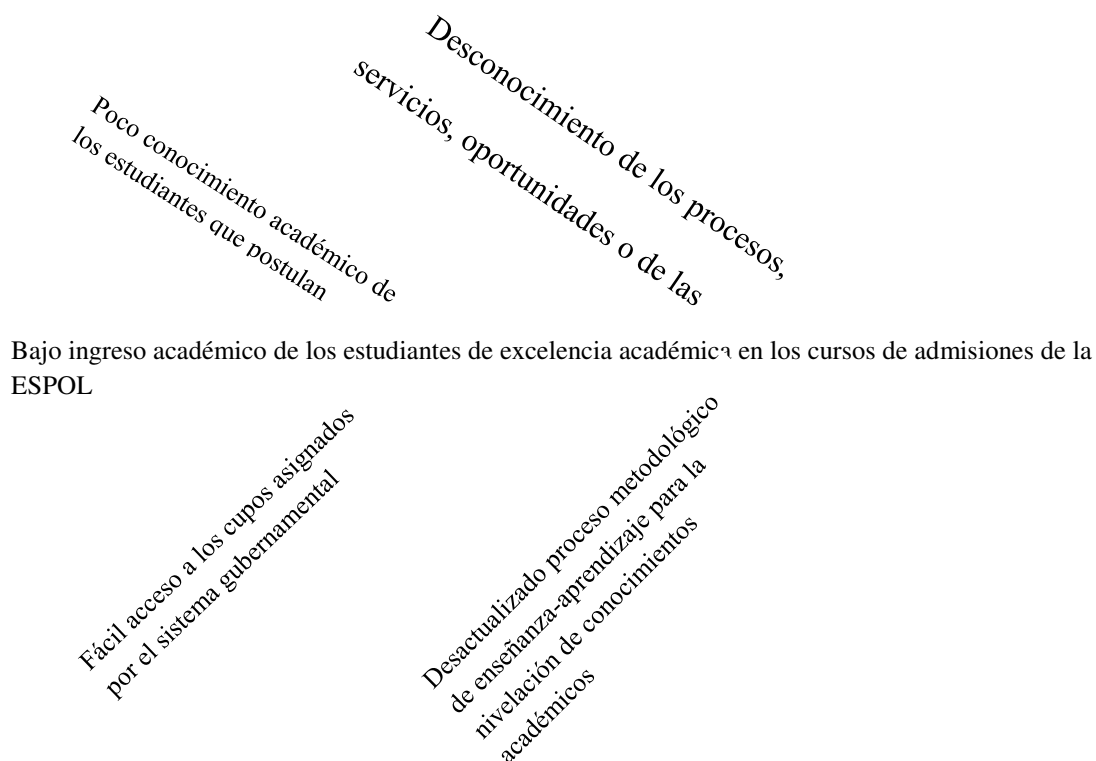 Desconocimiento de los procesos,
servicios, oportunidades o de las
Poco conocimiento académico de
los estudiantes que postulan
Bajo ingreso académico de los estudiantes de excelencia académica en los cursos de admisiones de la
ESPOL
Fácil acceso a los cupos asignados
por el sistema gubernamental
Desactualizado proceso metodológico
de enseñanza-aprendizaje para la
nivelación de conocimientos
académicos